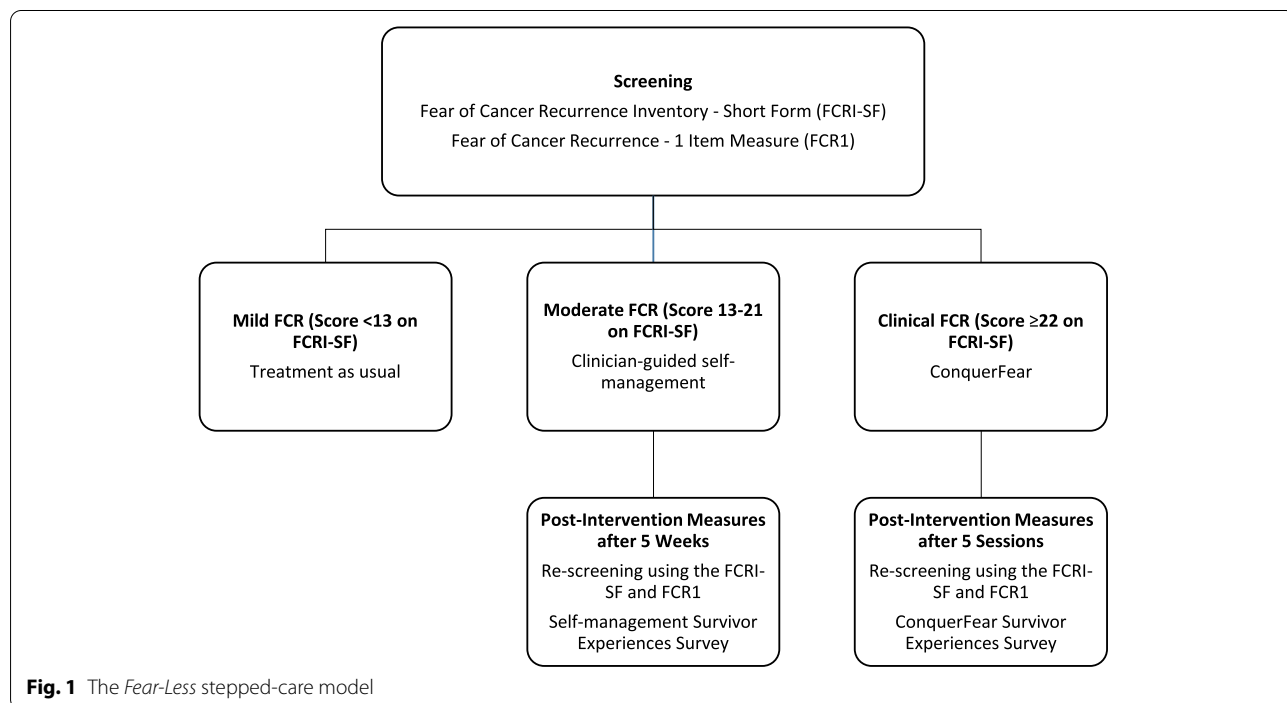 Screening
Fear of Cancer Recurrence Inventory - Short Form (FCRI-SF)
Fear of Cancer Recurrence - 1 Item Measure (FCR1)
Mild FCR (Score <13 on
FCRI-SF)
Treatment as usual
Moderate FCR (Score 13-21
on FCRI-SF)
Clinician-guided self-
management
Clinical FCR (Score ≥22 on
FCRI-SF)
ConquerFear
Post-Intervention Measures
after 5 Weeks
Re-screening using the FCRI-
SF and FCR1
Self-management Survivor
Experiences Survey
Post-Intervention Measures
after 5 Sessions
Re-screening using the FCRI-
SF and FCR1
ConquerFear Survivor
Experiences Survey
Fig. 1 The Fear-Less stepped-care model